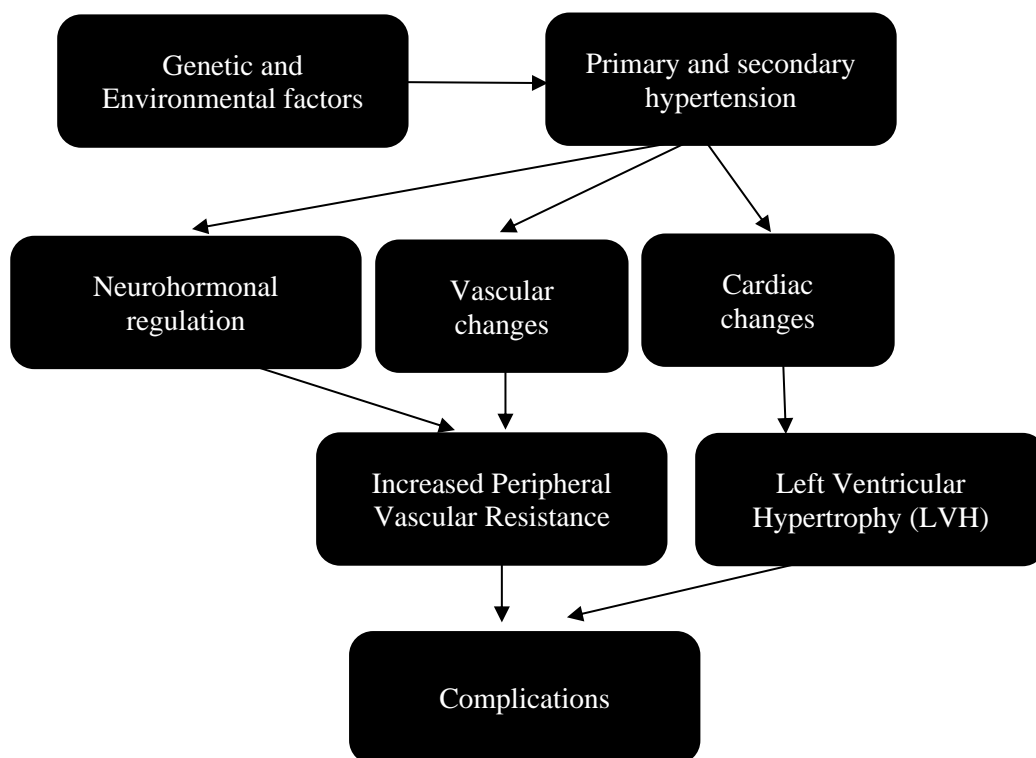 Genetic and
Environmental factors
Primary and secondary
hypertension
Neurohormonal
regulation
Vascular
changes
Cardiac
changes
Increased Peripheral
Vascular Resistance
Left Ventricular
Hypertrophy (LVH)
Complications